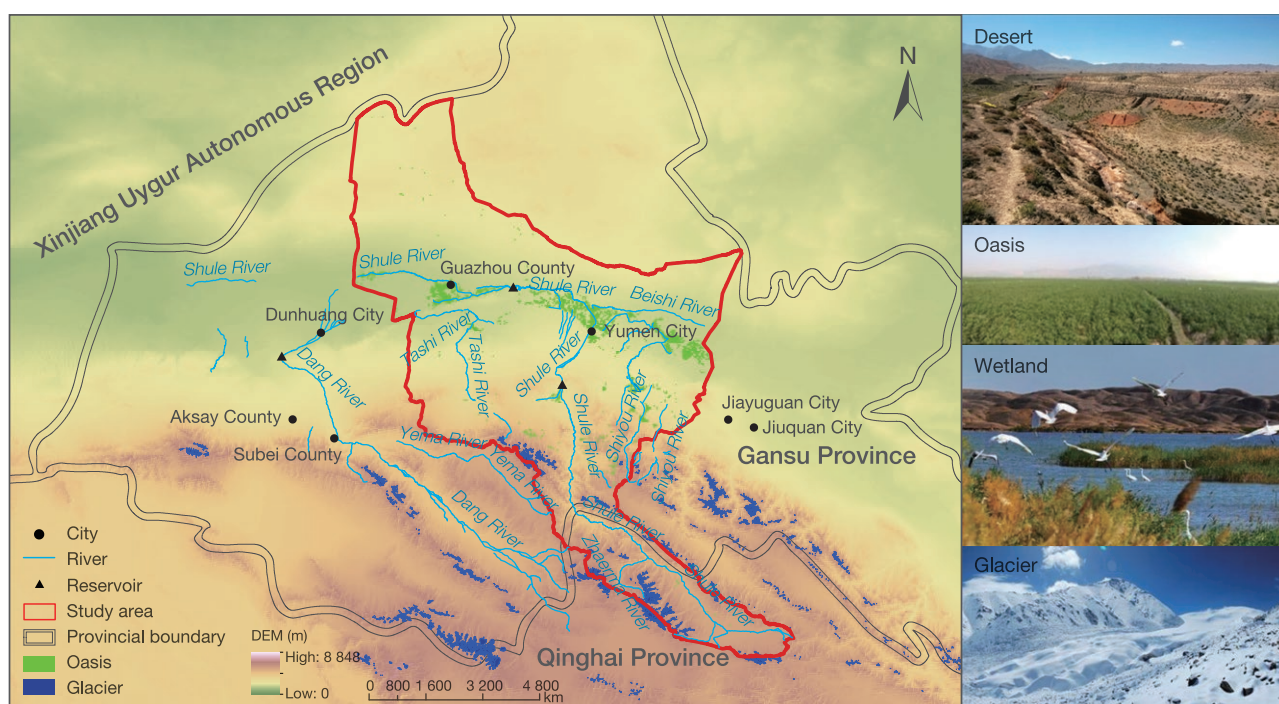 Xinjiang Uygur Autonomous Region
N
Shule River
Shule River
Guazhou County
Shule River
Beishi River
Dunhuang City
Tashi River
Tashi River
Shule River
Yumen City
Dang River
Aksay County
Subei County
Yema River
Yema River
Shule River
Shiyou River
Shiyou River
Jiayuguan City
Jiuquan City
Gansu Province
Dang River
Shule River
Zhaerma River
Shule River
Qinghai Province
City
River
Reservoir
Study area
Provincial boundary
Oasis
Glacier
DEM (m)
High: 8 848
Low: 0
0 800 1 600 3 200 4 800
km
Desert
Oasis
Wetland
Glacier